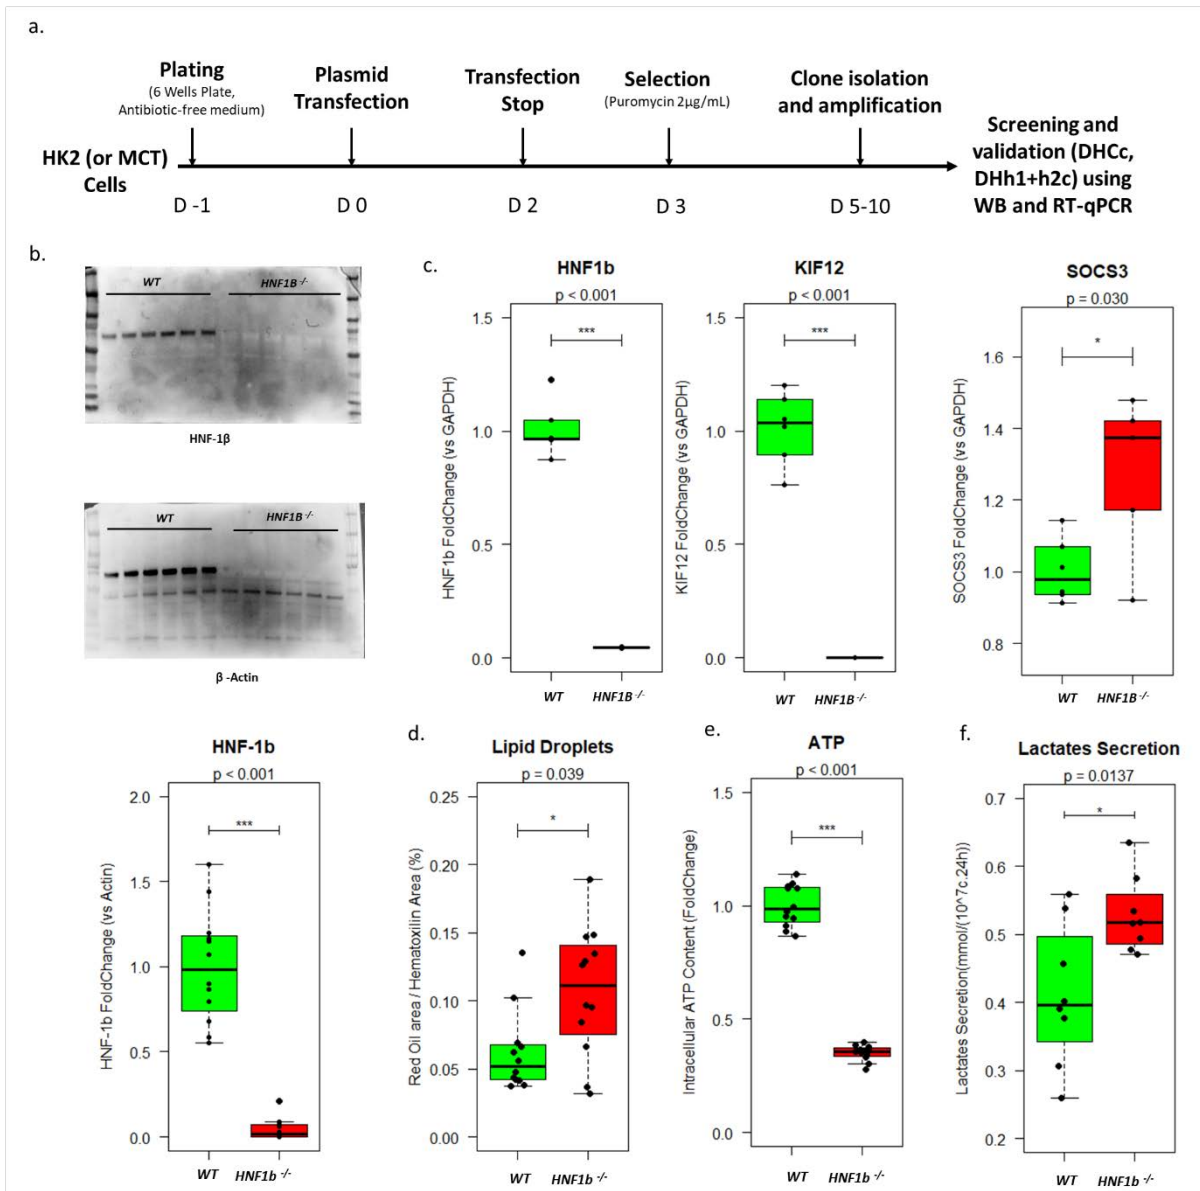 a.
Plating
(6 Wells Plate,
Antibiotic-free medium)
Plasmid
Transfection
Transfection
Stop
Selection
(Puromycin 2µg/mL)
Clone isolation
and amplification
HK2 (or MCT)
Cells
D -1
D 0
D 2
D 3
D 5-10
Screening and
validation (DHCc,
DHh1+h2c) using
WB and RT-qPCR
b.
WT
HNF1B -/-
HNF-1β
WT
HNF1B -/-
β -Actin
c.
HNF1b
p < 0.001
***
HNF1b FoldChange (vs GAPDH)
1.5
1.0
0.5
0.0
WT
HNF1B -/-
KIF12
p < 0.001
***
KIF12 FoldChange (vs GAPDH)
1.5
1.0
0.5
0.0
WT
HNF1B -/-
SOCS3
p = 0.030
*
SOCS3 FoldChange (vs GAPDH)
1.6
1.4
1.2
1.0
0.8
WT
HNF1B -/-
HNF-1b
p < 0.001
***
HNF-1b FoldChange (vs Actin)
2.0
1.5
1.0
0.5
0.0
WT
HNF1b -/-
d.
Lipid Droplets
p = 0.039
*
Red Oil area / Hematoxilin Area (%)
0.25
0.20
0.15
0.10
0.05
0.00
WT
HNF1b -/-
e.
ATP
p < 0.001
***
Intracellular ATP Content (FoldChange)
1.5
1.0
0.5
0.0
WT
HNF1b -/-
f.
Lactates Secretion
p = 0.0137
*
Lactates Secretion(mmol/(10^7c.24h))
0.7
0.6
0.5
0.4
0.3
0.2
WT
HNF1b -/-